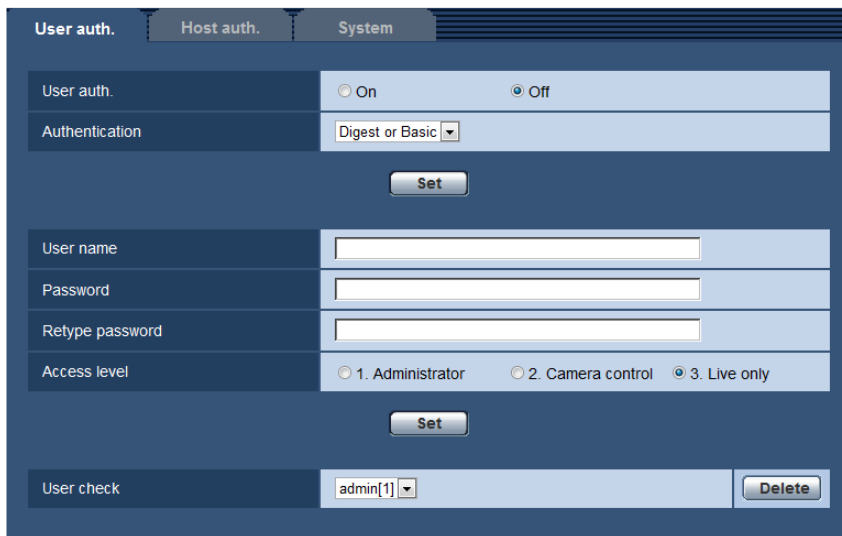 User auth. Host auth. System
User auth. On Off
Authentication Digest or Basic
Set
User name
Password
Retype password
Access level 1. Administrator 2. Camera control 3. Live only
Set
User check admin[1] Delete